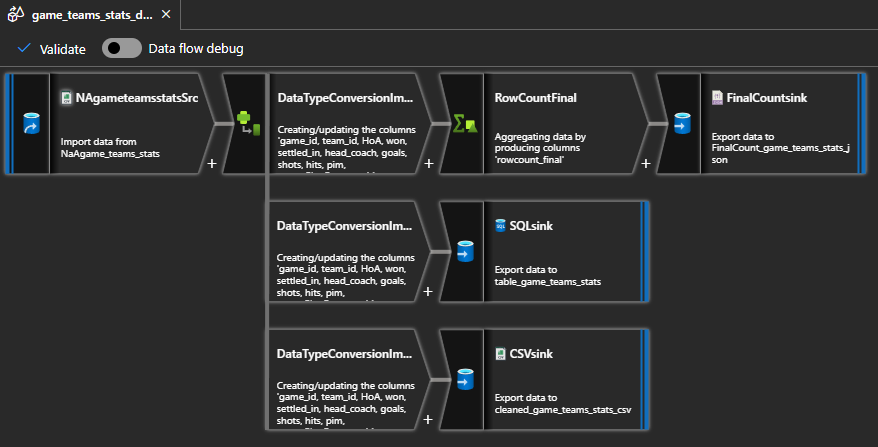 game_teams_stats_d...
Validate
Data flow debug
NAgameteamsstatsSrc
Import data from
NaAgame_teams_stats
+
DataTypeConversionIm...
Creating/updating the columns
'game_id, team_id, HoA, won,
settled_in, head_coach, goals,
shots, hits, pim,
+
RowCountFinal
Aggregating data by
producing columns
'rowcount_final'
+
FinalCountsink
Export data to
FinalCount_game_teams_stats_j
son
DataTypeConversionIm...
Creating/updating the columns
'game_id, team_id, HoA, won,
settled_in, head_coach, goals,
shots, hits, pim,
+
SQL
SQLsink
Export data to
table_game_teams_stats
DataTypeConversionIm...
Creating/updating the columns
'game_id, team_id, HoA, won,
settled_in, head_coach, goals,
shots, hits, pim,
+
CSVsink
Export data to
cleaned_game_teams_stats_csv